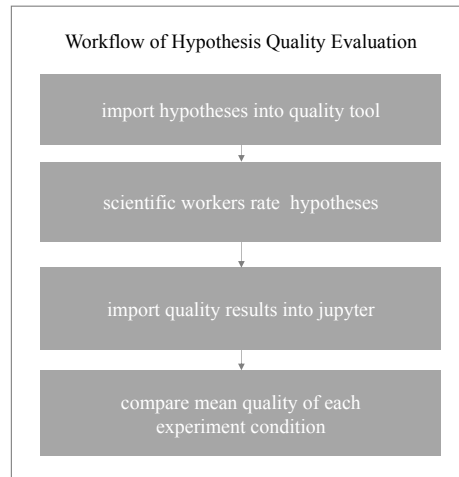 Workflow of Hypothesis Quality Evaluation
import hypotheses into quality tool
scientific workers rate hypotheses
import quality results into jupyter
compare mean quality of each
experiment condition